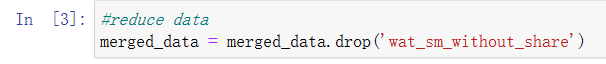 In [3]: #reduce data
merged_data = merged_data.drop('wat_sm_without_share')